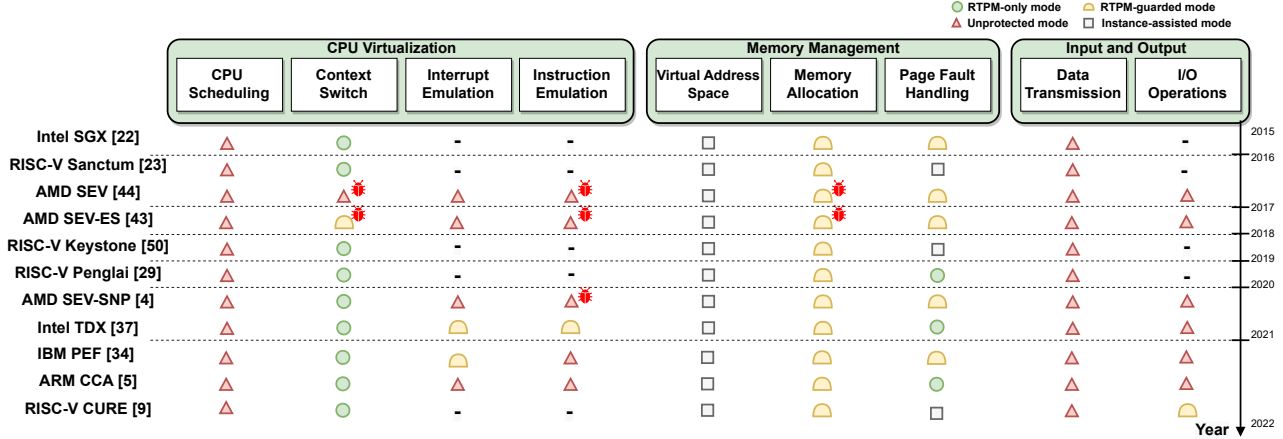 RTPM-only mode RTPM-guarded mode
Unprotected mode Instance-assisted mode
CPU Virtualization Memory Management Input and Output
CPU Scheduling
Context Switch
Interrupt Emulation
Instruction Emulation
Virtual Address Space
Memory Allocation
Page Fault Handling
Data Transmission
I/O Operations
Intel SGX [22] - - - 2015
2016
RISC-V Sanctum [23] - - -
AMD SEV [44]
2017
AMD SEV-ES [43]
2018
RISC-V Keystone [50] - - -
2019
RISC-V Penglai [29] - - -
2020
AMD SEV-SNP [4]
Intel TDX [37]
2021
IBM PEF [34]
ARM CCA [5]
RISC-V CURE [9] - -
Year 2022